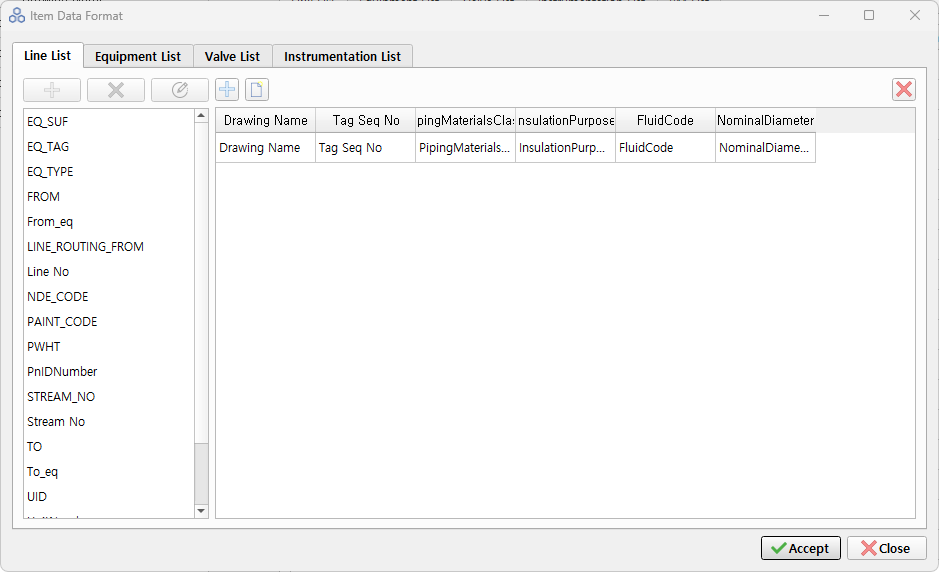 Item Data Format
Line List
Equipment List
Valve List
Instrumentation List
EQ_SUF
EQ_TAG
EQ_TYPE
FROM
From_eq
LINE_ROUTING_FROM
Line No
NDE_CODE
PAINT_CODE
PWHT
PnIDNumber
STREAM_NO
Stream No
TO
To_eq
UID
Drawing Name Tag Seq No pingMaterialsClas nsulationPurpose FluidCode NominalDiameter
Drawing Name Tag Seq No PipingMaterials... InsulationPurp... FluidCode NominalDiame...
Accept
Close